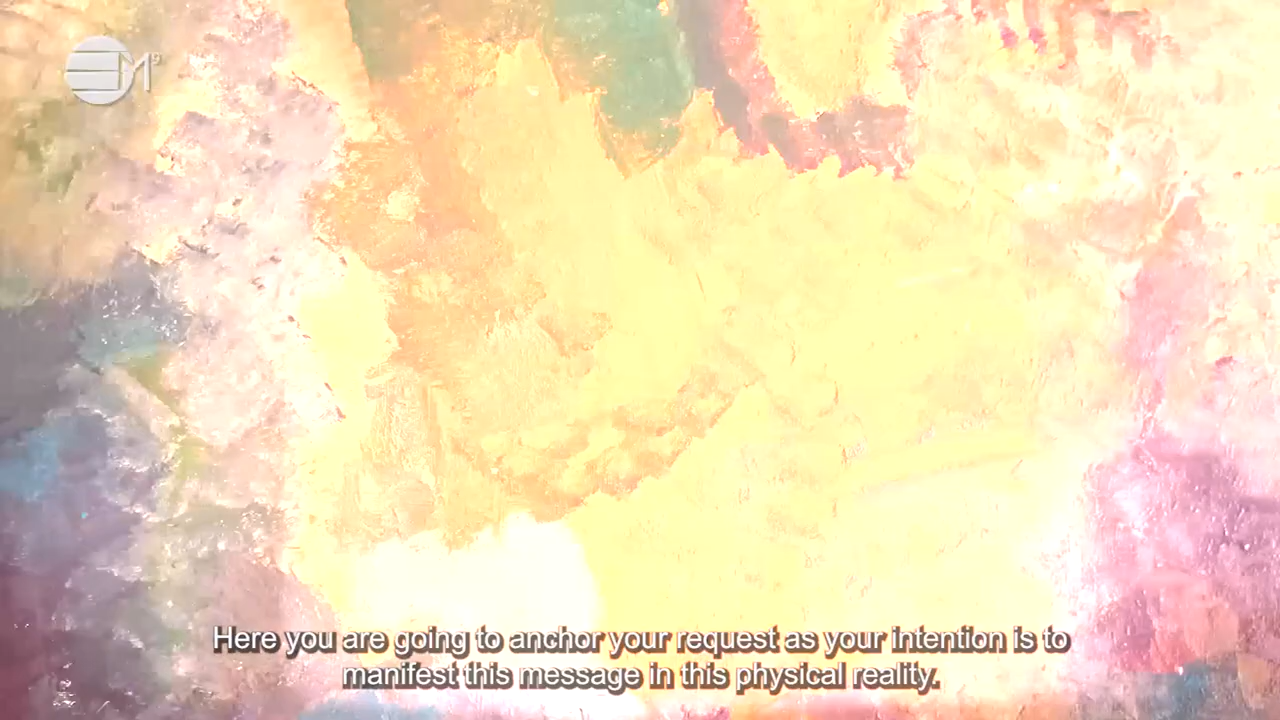 EM9
Here you are going to anchor your request as your intention is to
manifest this message in this physical reality.